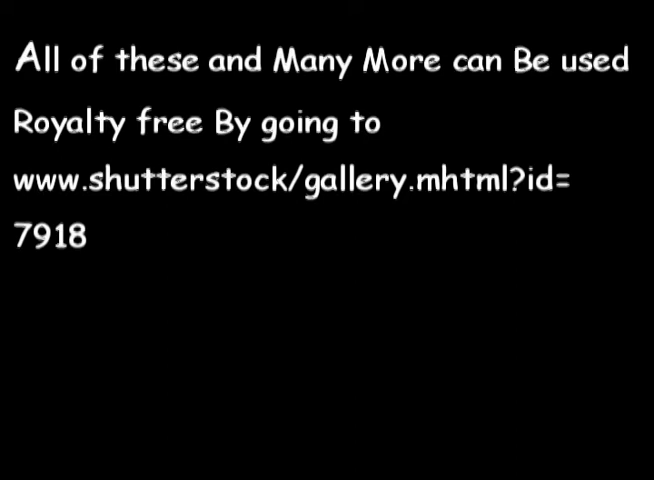 All of these and Many More can Be used
Royalty free By going to
www.shutterstock/gallery.mhtml?id=
7918